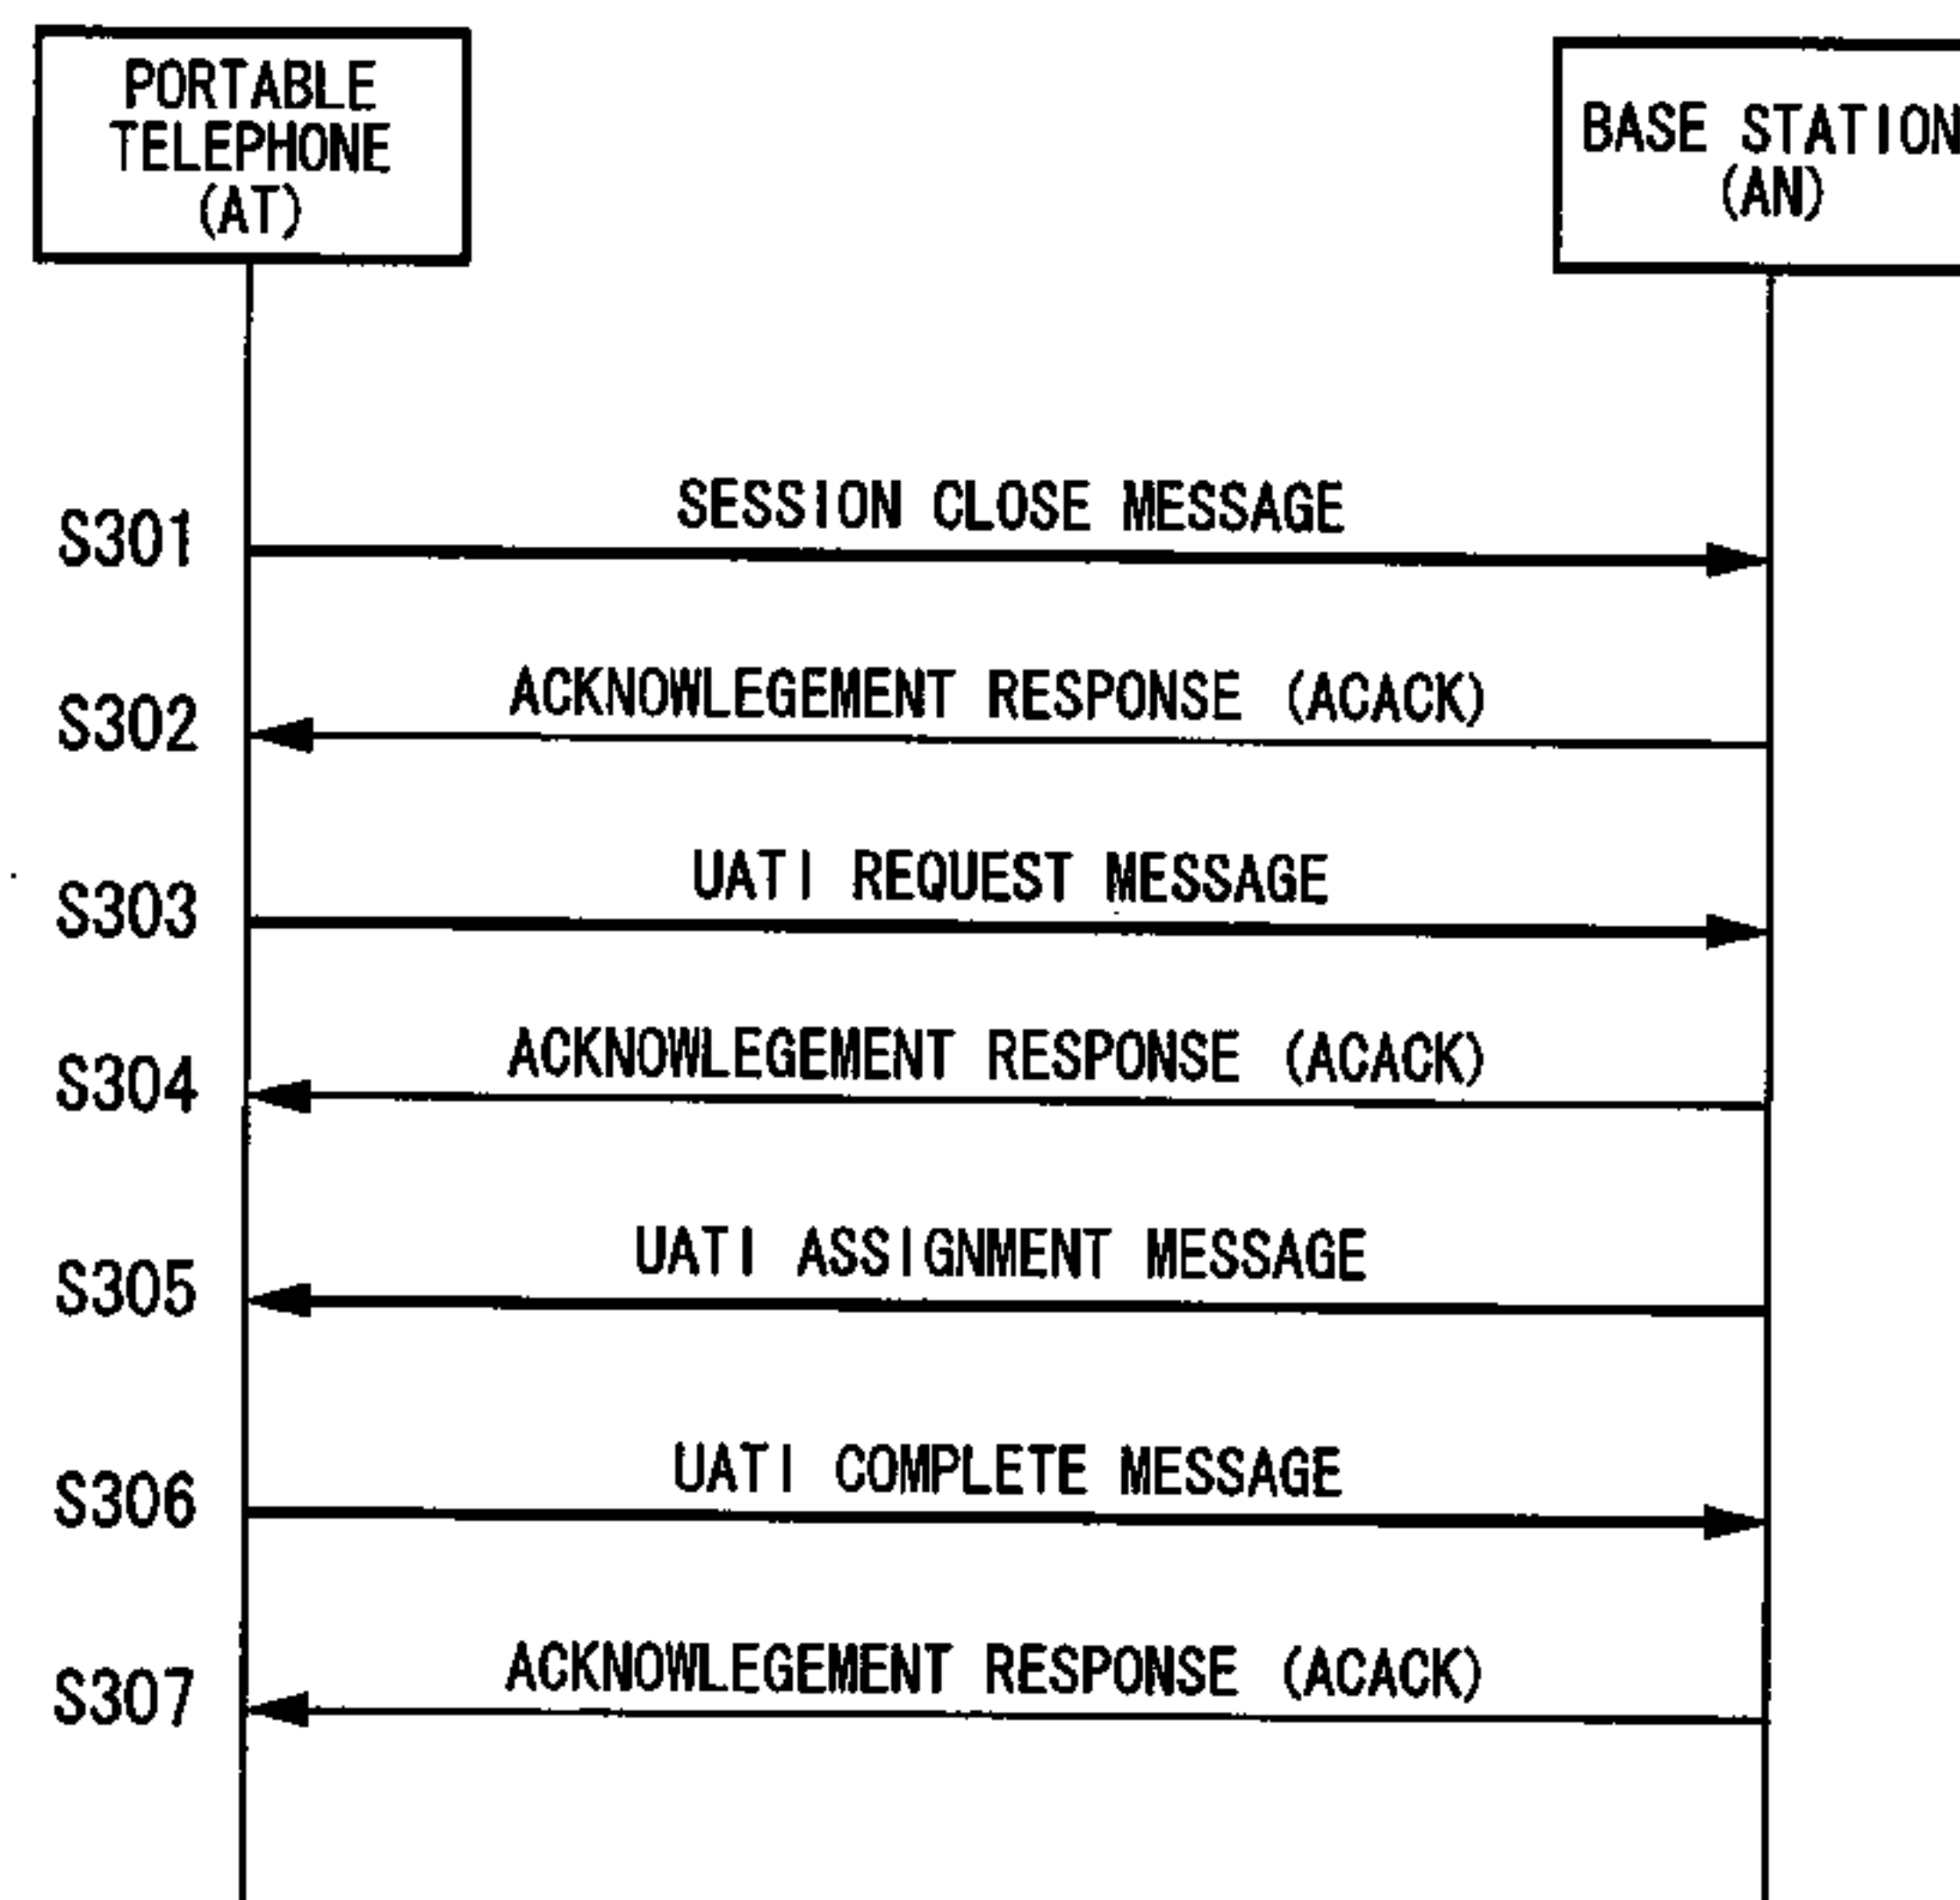 PORTABLE
TELEPHONE
(AT)
BASE STATION
(AN)
SESSION CLOSE MESSAGE
S301
ACKNOWLEGEMENT RESPONSE (ACACK)
S302
UATI REQUEST MESSAGE
S303
ACKNOWLEGEMENT RESPONSE (ACACK)
S304
UATI ASSIGNMENT MESSAGE
S305
UATI COMPLETE MESSAGE
S306
ACKNOWLEGEMENT RESPONSE (ACACK)
S307